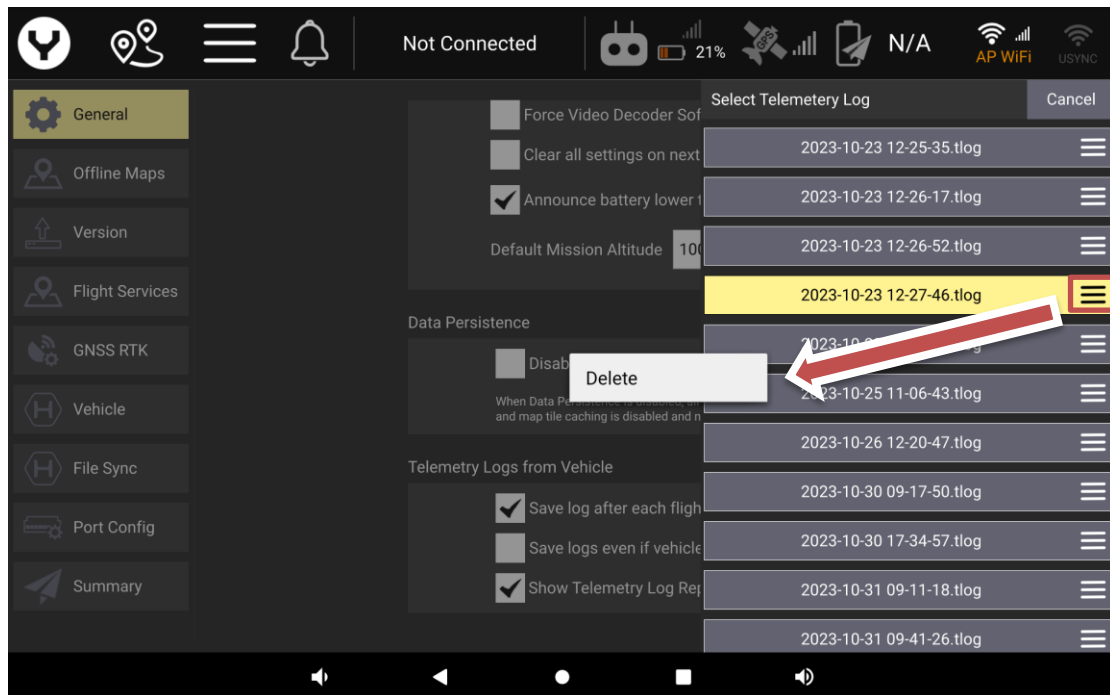 Not Connected
21%
GPS
N/A
AP WiFi
USYNC
General
Offline Maps
Version
Flight Services
GNSS RTK
Vehicle
File Sync
Port Config
Summary
Force Video Decoder Sof
Clear all settings on next
Announce battery lower
Default Mission Altitude 100
Data Persistence
Disab
When Data Persistence is disabled, all
and map tile caching is disabled and n
Telemetry Logs from Vehicle
Save log after each fligh
Save logs even if vehicle
Show Telemetry Log Rep
Delete
Select Telemetery Log
Cancel
2023-10-23 12-25-35.tlog
2023-10-23 12-26-17.tlog
2023-10-23 12-26-52.tlog
2023-10-23 12-27-46.tlog
2023-10-25 11-06-43.tlog
2023-10-26 12-20-47.tlog
2023-10-30 09-17-50.tlog
2023-10-30 17-34-57.tlog
2023-10-31 09-11-18.tlog
2023-10-31 09-41-26.tlog